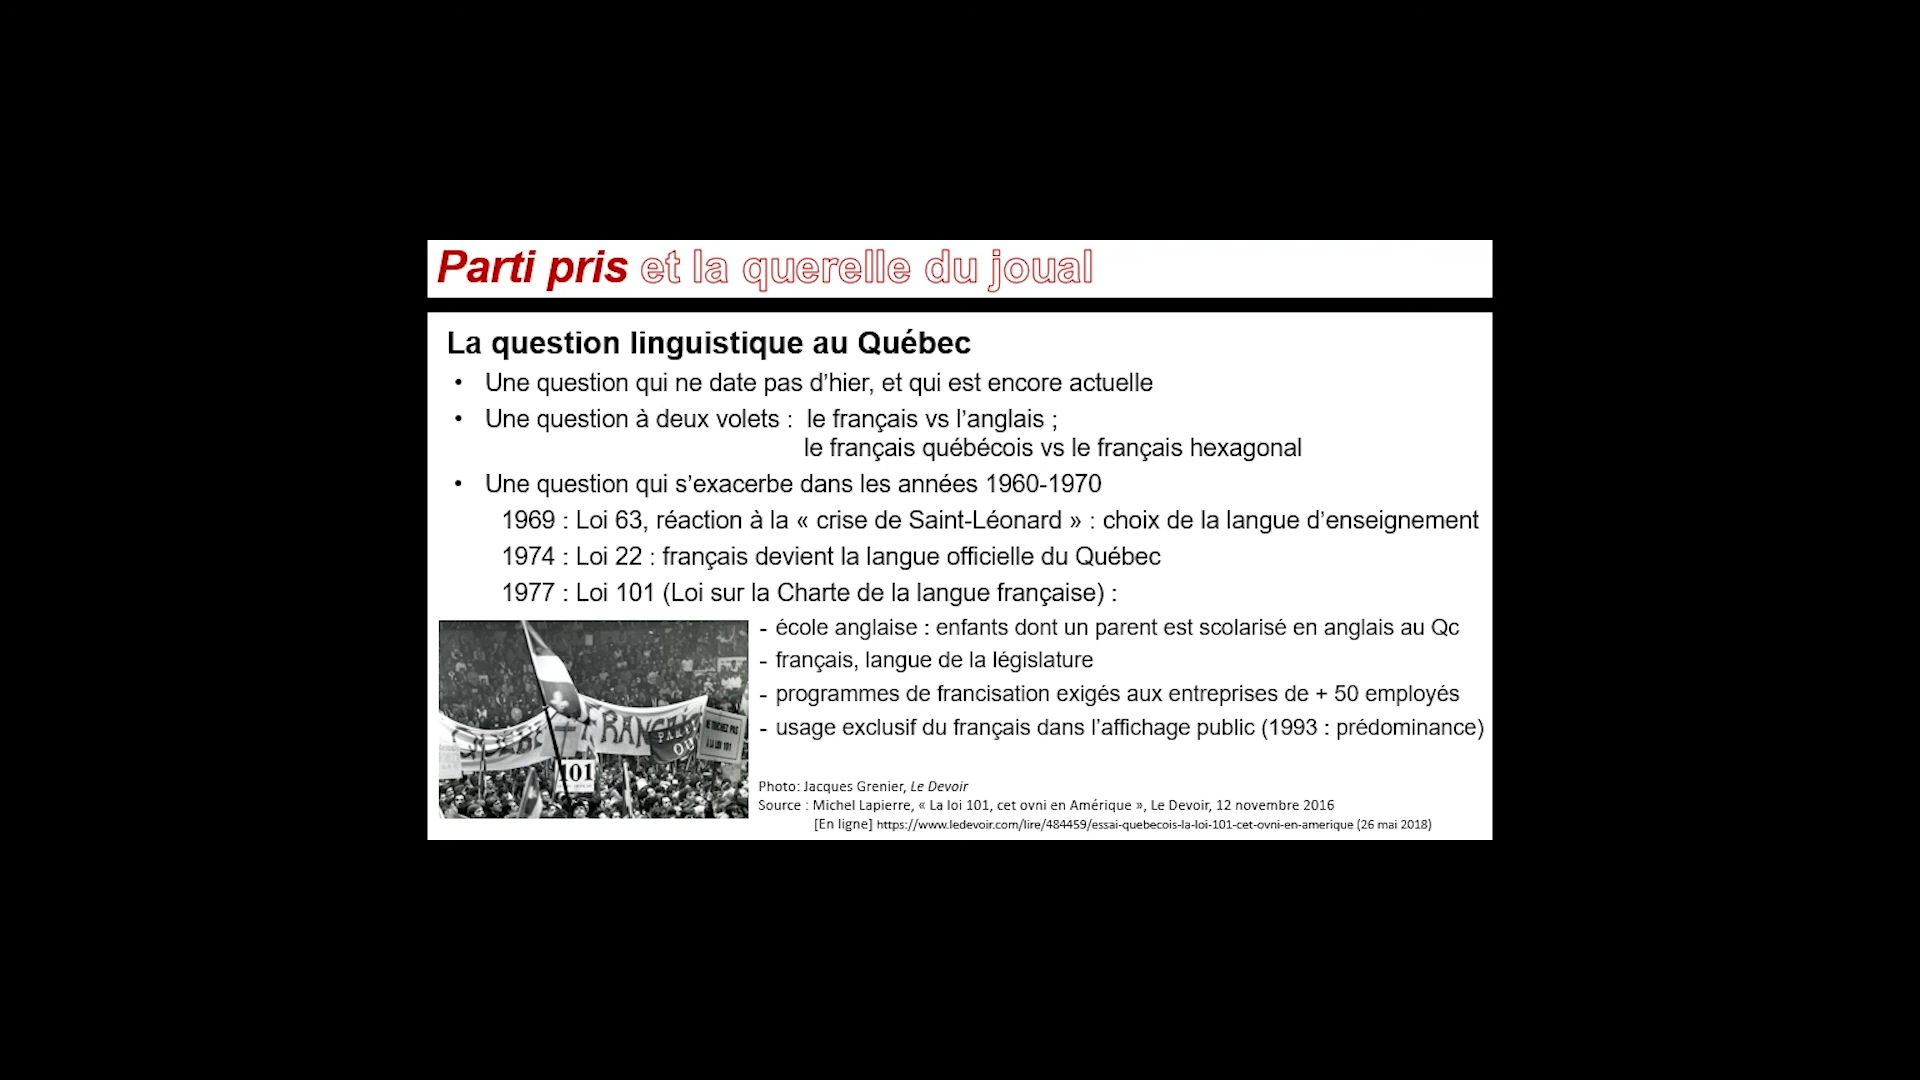 Parti pris et la querelle du joual
La question linguistique au Québec
• Une question qui ne date pas d’hier, et qui est encore actuelle
• Une question à deux volets : le français vs l’anglais ;
le français québécois vs le français hexagonal
• Une question qui s’exacerbe dans les années 1960-1970
1969 : Loi 63, réaction à la « crise de Saint-Léonard » : choix de la langue d’enseignement
1974 : Loi 22 : français devient la langue officielle du Québec
1977 : Loi 101 (Loi sur la Charte de la langue française) :
- école anglaise : enfants dont un parent est scolarisé en anglais au Qc
- français, langue de la législature
- programmes de francisation exigés aux entreprises de + 50 employés
- usage exclusif du français dans l’affichage public (1993 : prédominance)
NE TOUCHEZ PAS
À LA LOI 101
101
Photo: Jacques Grenier, Le Devoir
Source : Michel Lapierre, « La loi 101, cet ovni en Amérique », Le Devoir, 12 novembre 2016
[En ligne] https://www.ledevoir.com/lire/484459/essai-quebecois-la-loi-101-cet-ovni-en-amerique (26 mai 2018)